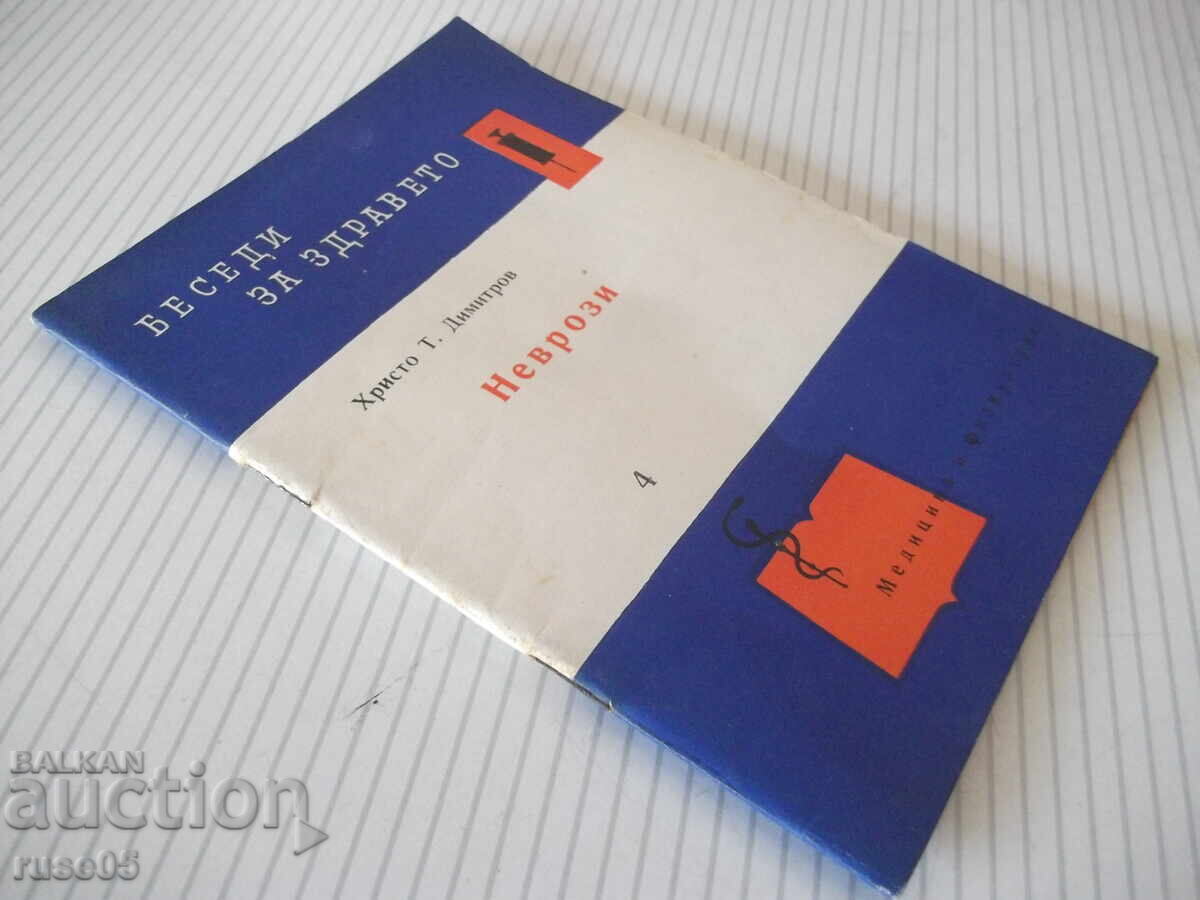 БЕСЕДИ
ЗА ЗДРАВЕТО
Христо Т. Димитров
Неврози
4
Медицина и физкултура
BALKAN
auction
ruse05